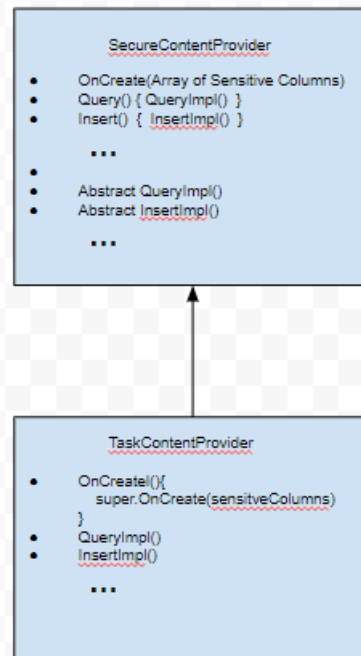 SecureContentProvider
● OnCreate(Array of Sensitive Columns)
● Query() { QueryImpl() }
● Insert() { InsertImpl() }
...
●
● Abstract QueryImpl()
● Abstract InsertImpl()
...
TaskContentProvider
● OnCreatel(){
super.OnCreate(sensitveColumns)
}
● QueryImpl()
● InsertImpl()
...